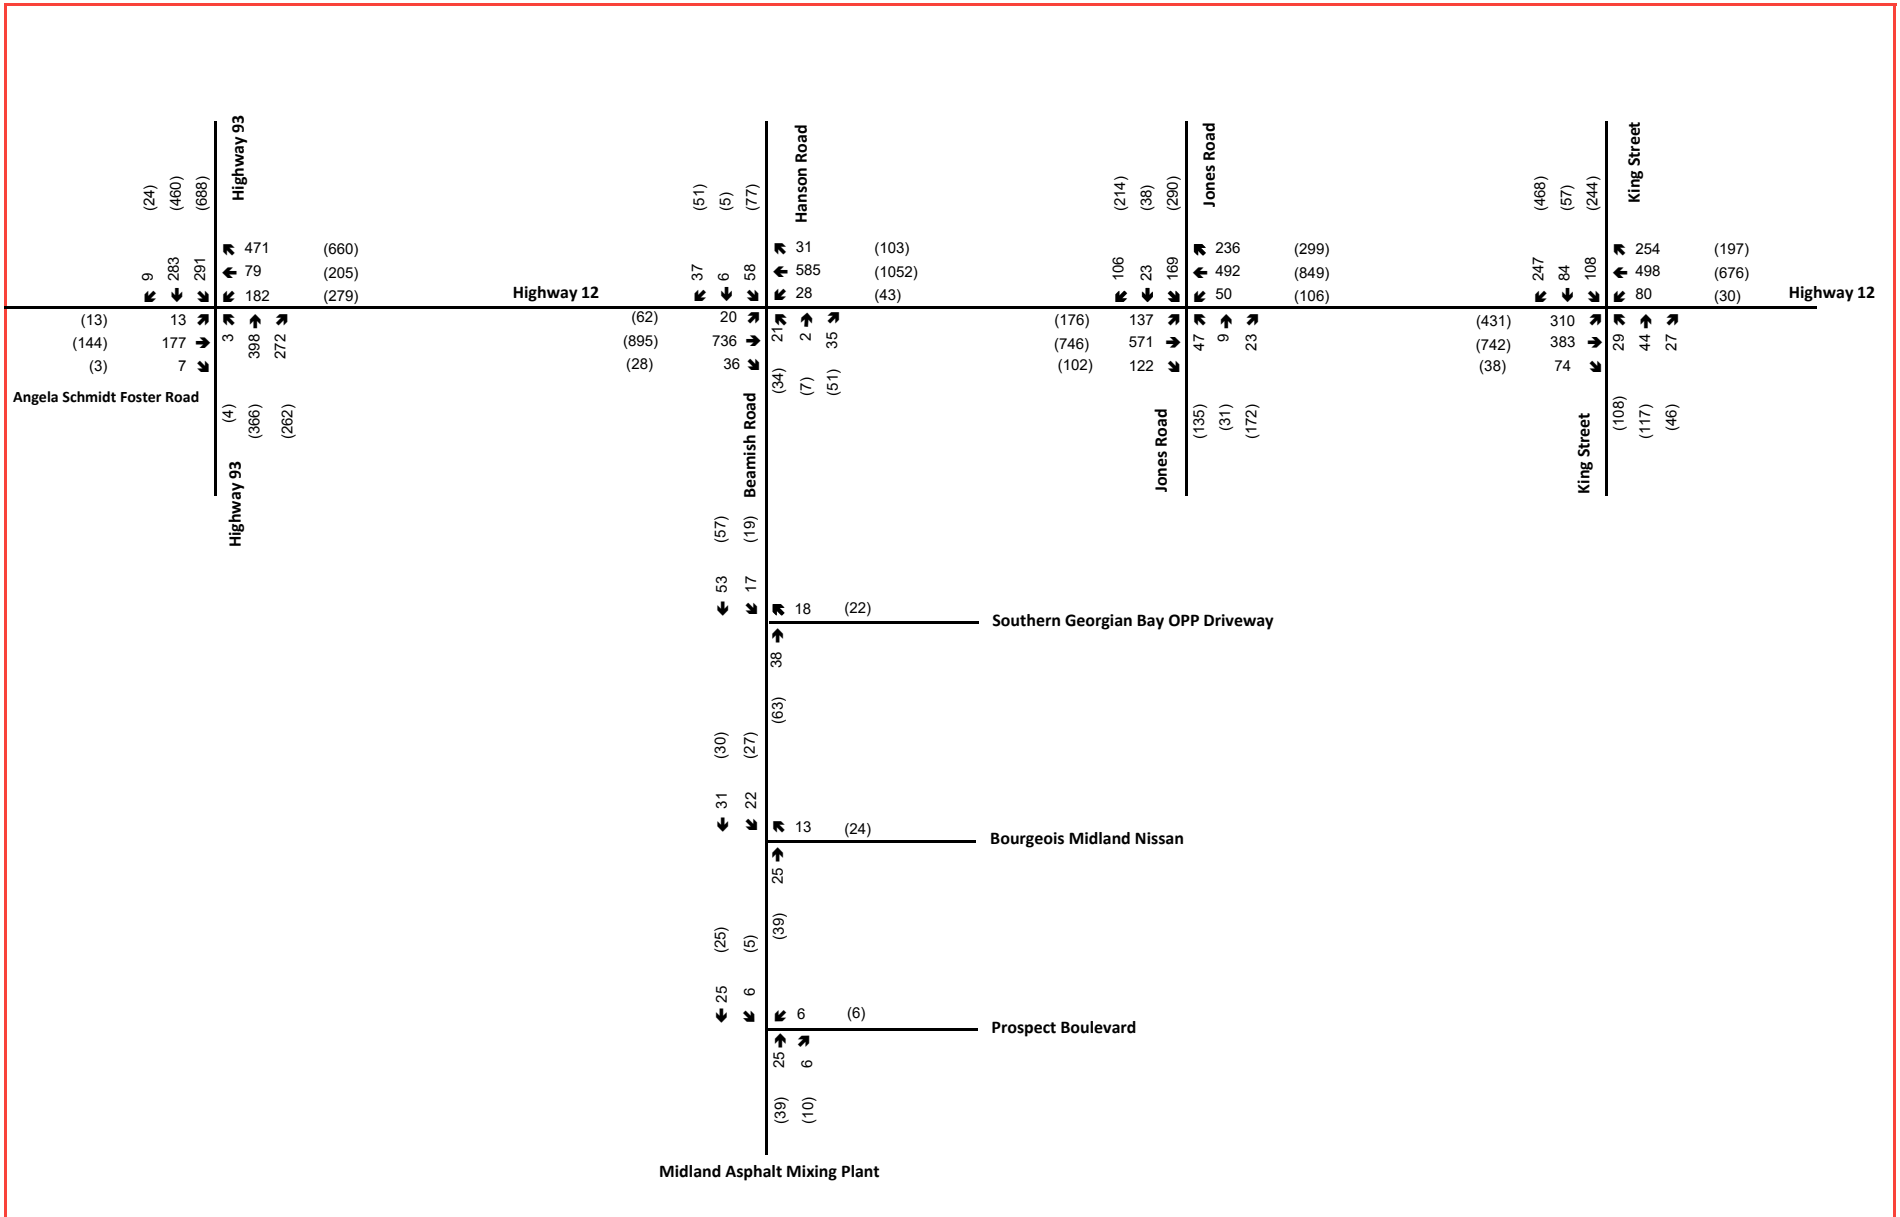 Highway 93
(24) (460) (688)
9 283 291
471 (660)
79 (205)
182 (279)
(13) 13
(144) 177
(3) 7
3 398 272
(4) (366) (262)
Angela Schmidt Foster Road
Highway 93
Highway 12
Hanson Road
(51) (5) (77)
37 6 58
31 (103)
585 (1052)
28 (43)
(62) 20
(895) 736
(28) 36
21 2 35
(34) (7) (51)
Beamish Road
Jones Road
(214) (38) (290)
106 23 169
236 (299)
492 (849)
50 (106)
(176) 137
(746) 571
(102) 122
47 9 23
(135) (31) (172)
Jones Road
King Street
(468) (57) (244)
247 84 108
254 (197)
498 (676)
80 (30)
Highway 12
(431) 310
(742) 383
(38) 74
29 44 27
(108) (117) (46)
King Street
(57) (19)
53 17
18 (22)
Southern Georgian Bay OPP Driveway
38
(63)
(30) (27)
31 22
13 (24)
Bourgeois Midland Nissan
25
(39)
(25) (5)
25 6
6 (6)
Prospect Boulevard
25 6
(39) (10)
Midland Asphalt Mixing Plant